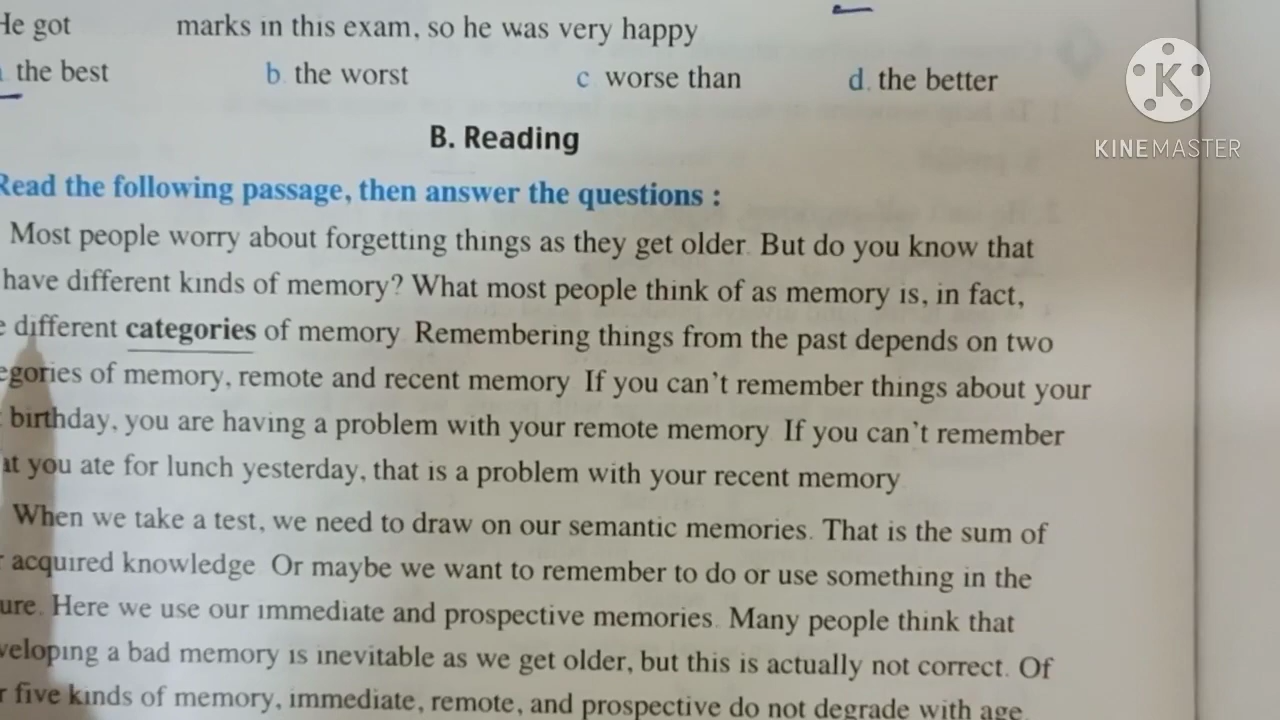 He got marks in this exam, so he was very happy
the best b. the worst c. worse than d. the better
B. Reading
Read the following passage, then answer the questions :
Most people worry about forgetting things as they get older. But do you know that
have different kinds of memory? What most people think of as memory is, in fact,
different categories of memory. Remembering things from the past depends on two
egories of memory, remote and recent memory. If you can't remember things about your
birthday, you are having a problem with your remote memory. If you can't remember
at you ate for lunch yesterday, that is a problem with your recent memory.
When we take a test, we need to draw on our semantic memories. That is the sum of
acquired knowledge. Or maybe we want to remember to do or use something in the
ure. Here we use our immediate and prospective memories. Many people think that
veloping a bad memory is inevitable as we get older, but this is actually not correct. Of
r five kinds of memory, immediate, remote, and prospective do not degrade with age.
K
KINEMASTER